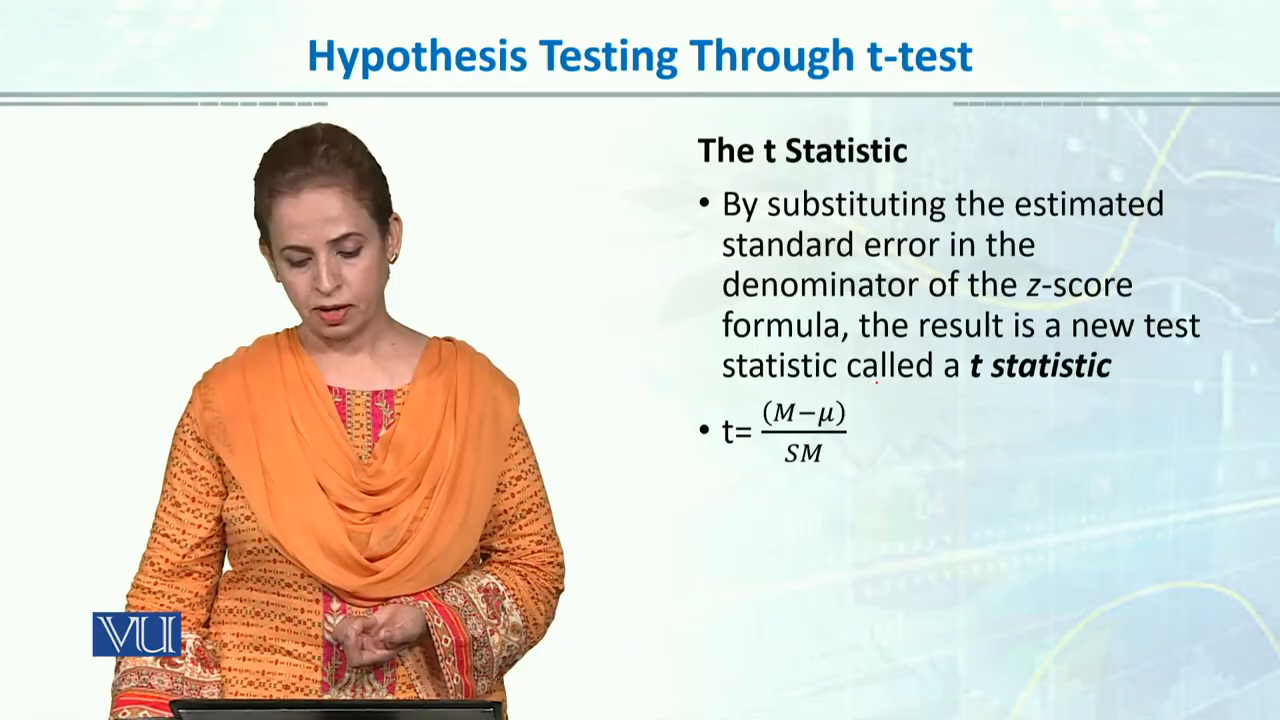 Hypothesis Testing Through t-test
The t Statistic
• By substituting the estimated
standard error in the
denominator of the z-score
formula, the result is a new test
statistic called a t statistic
• t= (M−μ)
SM
VU